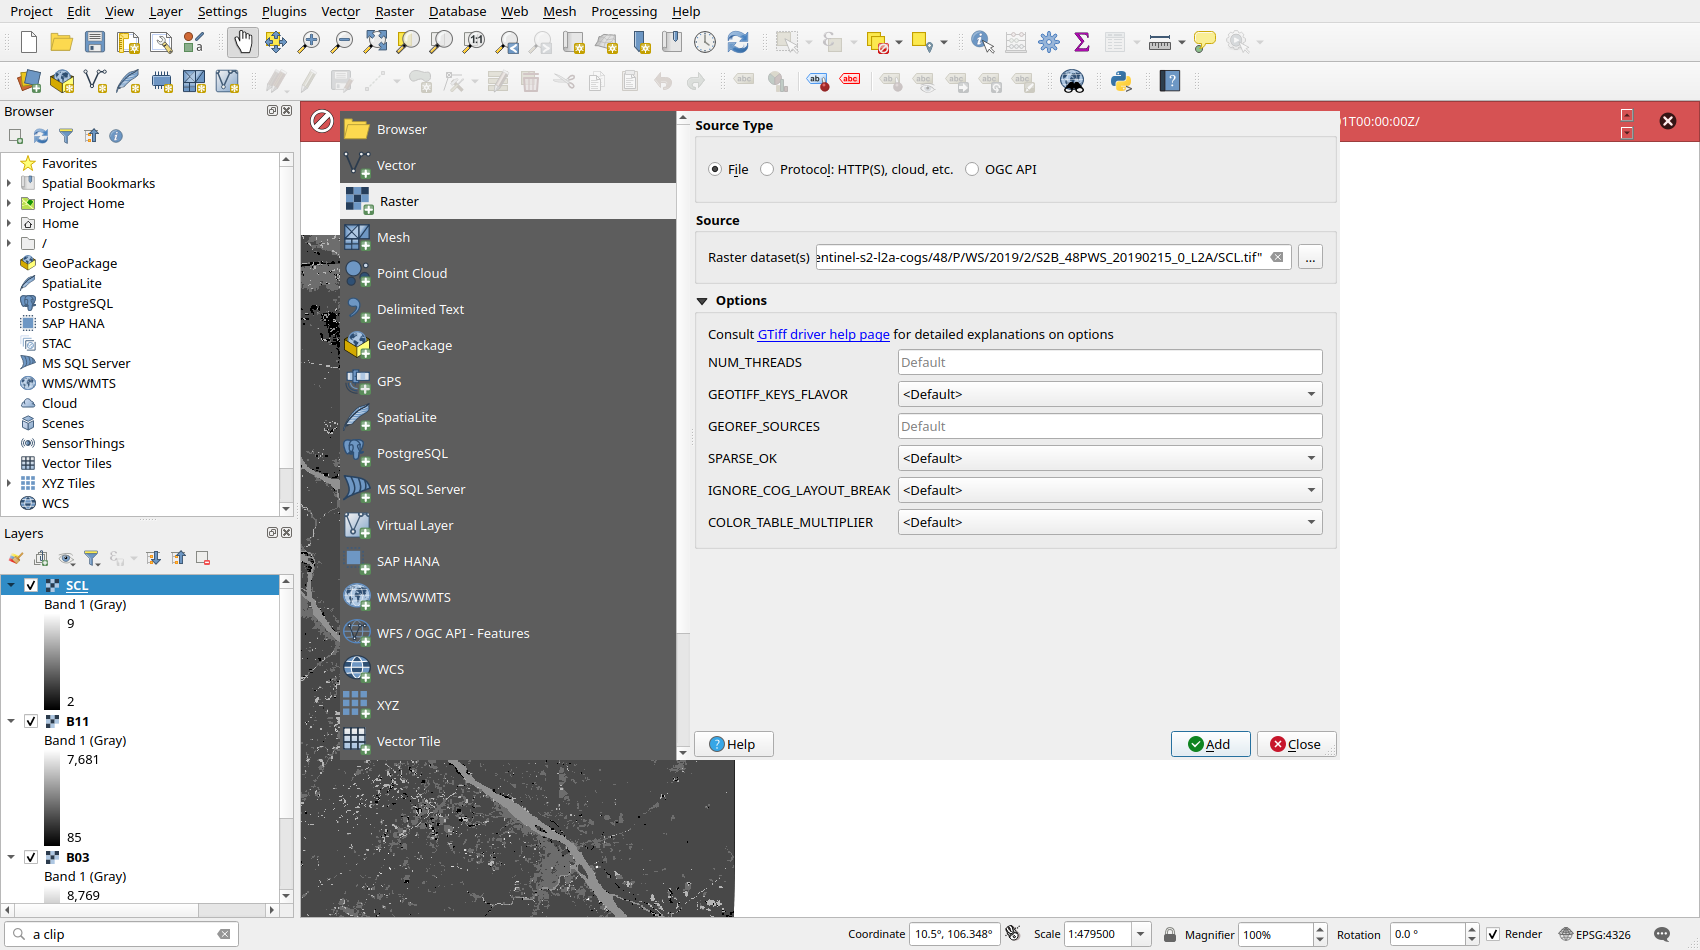 Project Edit View Layer Settings Plugins Vector Raster Database Web Mesh Processing Help
1:1
abc
abc
abc
Browser
Favorites
Spatial Bookmarks
Project Home
Home
/
GeoPackage
SpatiaLite
PostgreSQL
SAP HANA
STAC
MS SQL Server
WMS/WMTS
Cloud
Scenes
SensorThings
Vector Tiles
XYZ Tiles
WCS
Layers
SCL
Band 1 (Gray)
9
2
B11
Band 1 (Gray)
7,681
85
B03
Band 1 (Gray)
8,769
Browser
Vector
Raster
Mesh
Point Cloud
Delimited Text
GeoPackage
GPS
SpatiaLite
PostgreSQL
MS SQL Server
Virtual Layer
SAP HANA
WMS/WMTS
WFS / OGC API - Features
WCS
XYZ
Vector Tile
1T00:00:00Z/
Source Type
File Protocol: HTTP(S), cloud, etc. OGC API
Source
Raster dataset(s) entinel-s2-l2a-cogs/48/P/WS/2019/2/S2B_48PWS_20190215_0_L2A/SCL.tif" ...
Options
Consult GTiff driver help page for detailed explanations on options
NUM_THREADS Default
GEOTIFF_KEYS_FLAVOR <Default>
GEOREF_SOURCES Default
SPARSE_OK <Default>
IGNORE_COG_LAYOUT_BREAK <Default>
COLOR_TABLE_MULTIPLIER <Default>
Help Add Close
a clip Coordinate 10.5°, 106.348° Scale 1:479500 Magnifier 100% Rotation 0.0 ° Render EPSG:4326